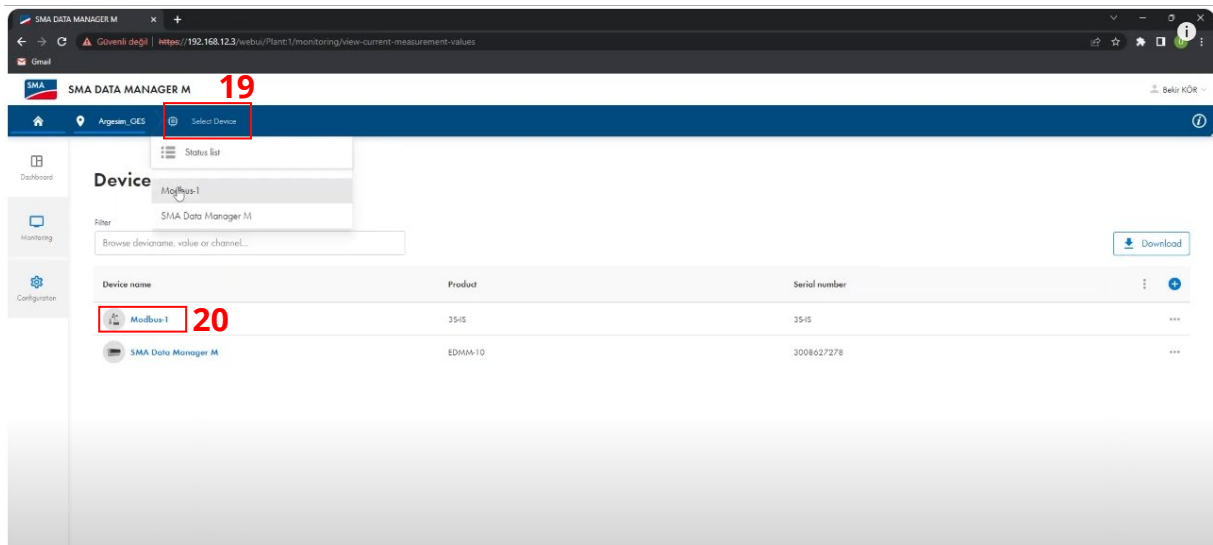 SMA DATA MANAGER M
Güvenli değil | https://192.168.12.3/webui/Plant:1/monitoring/view-current-measurement-values
Gmail
SMA
SMA DATA MANAGER M
19
Bekir KÖR
Argesim_GES
Select Device
Status list
Dashboard
Device
Modbus-1
SMA Data Manager M
Monitoring
Filter
Browse devicname, value or channel...
Download
Configuration
Device name Product Serial number
Modbus-1 20 35-IS 35-IS
SMA Data Manager M EDMM-10 3008627278